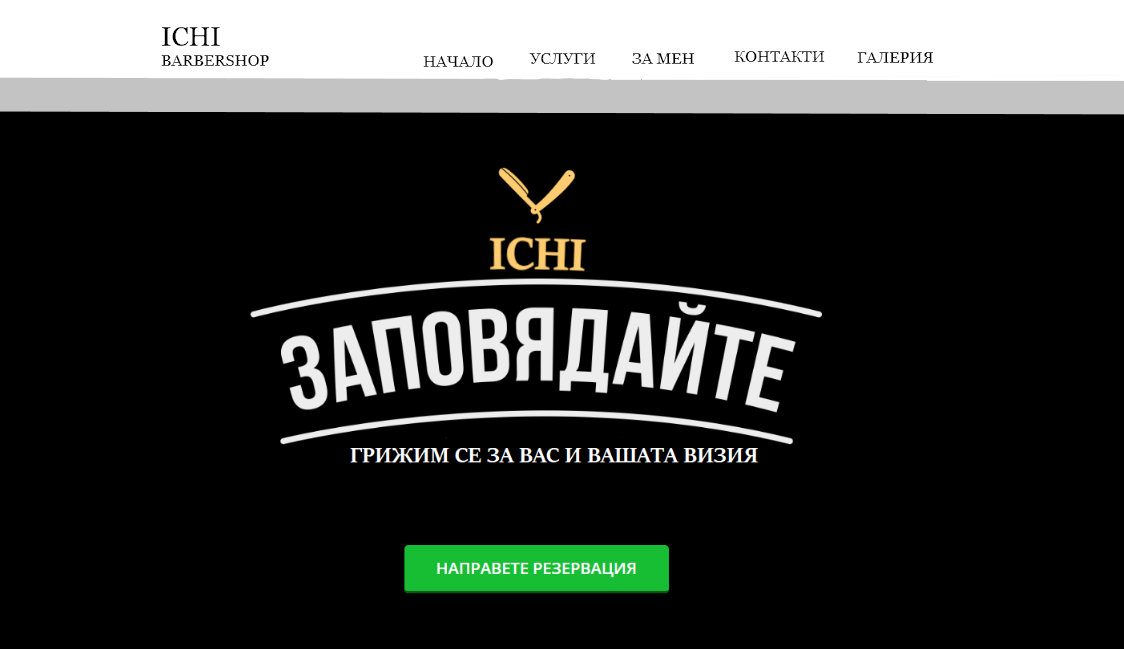 ICHI
BARBERSHOP
НАЧАЛО УСЛУГИ ЗА МЕН КОНТАКТИ ГАЛЕРИЯ
ICHI
ЗАПОВЯДАЙТЕ
ГРИЖИМ СЕ ЗА ВАС И ВАШАТА ВИЗИЯ
НАПРАВЕТЕ РЕЗЕРВАЦИЯ